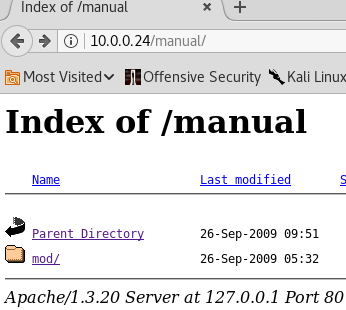 Index of /manual
10.0.0.24/manual/
Most Visited Offensive Security Kali Linux
Index of /manual
Name Last modified S
Parent Directory 26-Sep-2009 09:51
mod/ 26-Sep-2009 05:32
Apache/1.3.20 Server at 127.0.0.1 Port 80